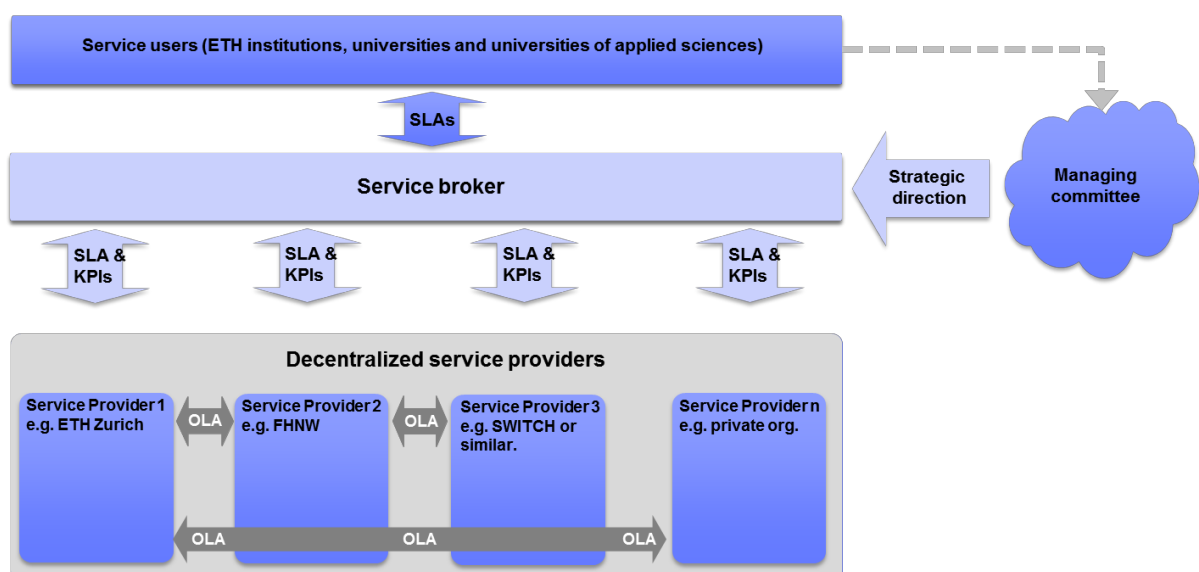 Service users (ETH institutions, universities and universities of applied sciences)
SLAs
Service broker
Strategic
direction
Managing
committee
SLA &
KPIs
SLA &
KPIs
SLA &
KPIs
SLA &
KPIs
Decentralized service providers
Service Provider 1
e.g. ETH Zurich
OLA
Service Provider 2
e.g. FHNW
OLA
Service Provider 3
e.g. SWITCH or
similar.
Service Provider n
e.g. private org.
OLA
OLA
OLA